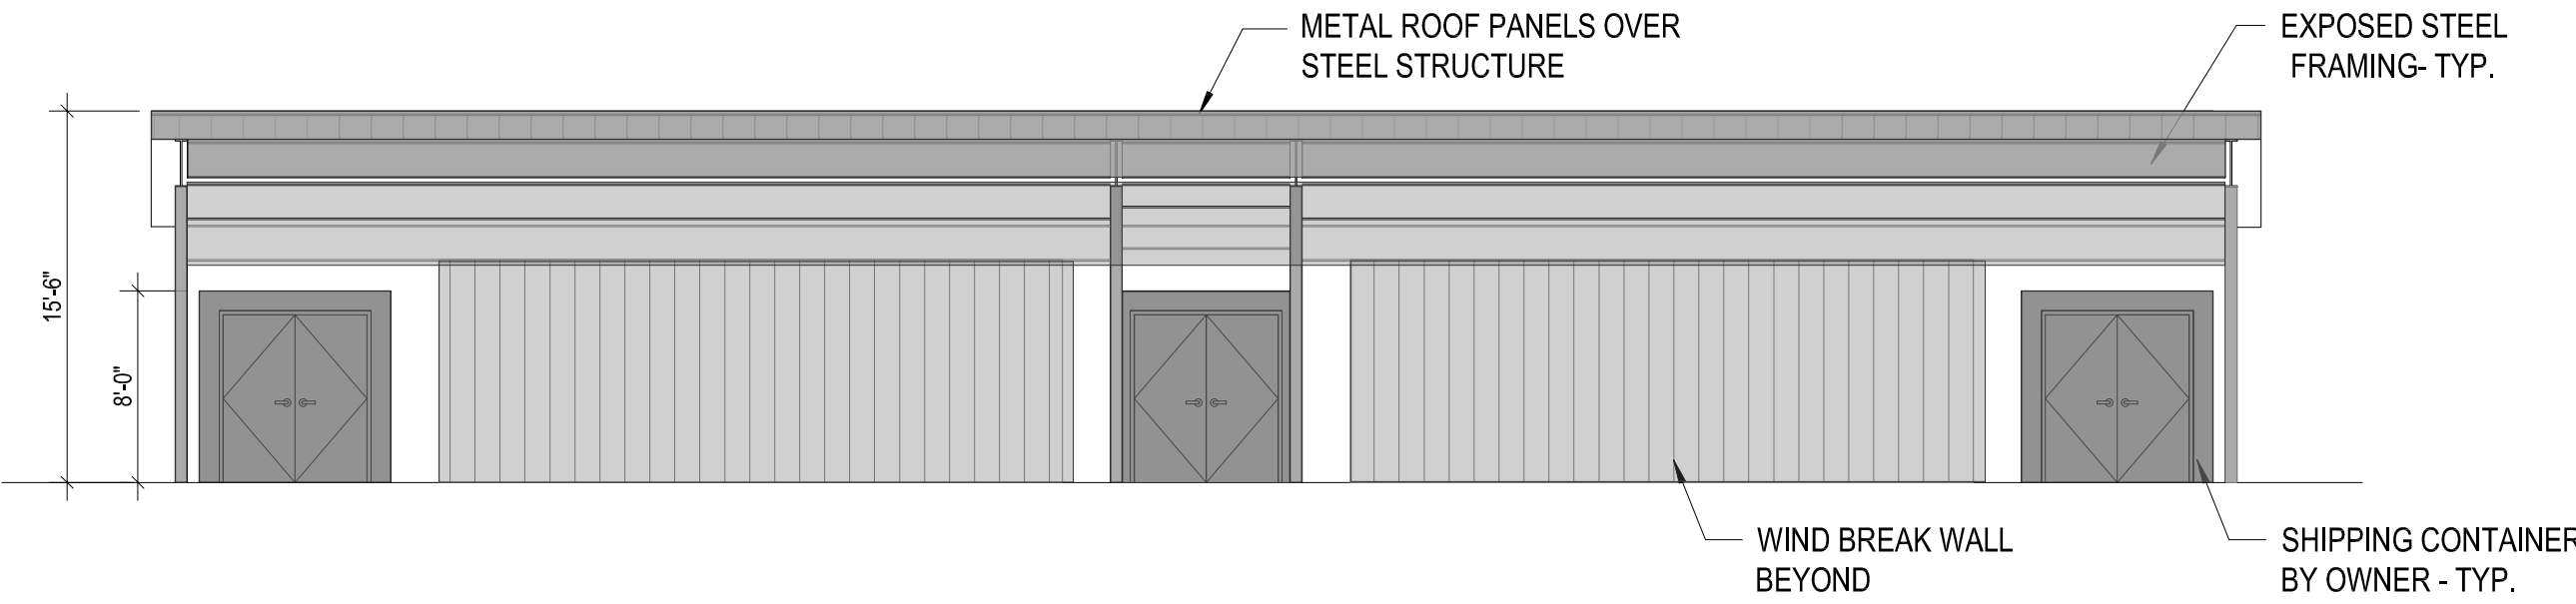 METAL ROOF PANELS OVER
STEEL STRUCTURE
EXPOSED STEEL
FRAMING- TYP.
15'-6"
8'-0"
WIND BREAK WALL
BEYOND
SHIPPING CONTAINER
BY OWNER - TYP.